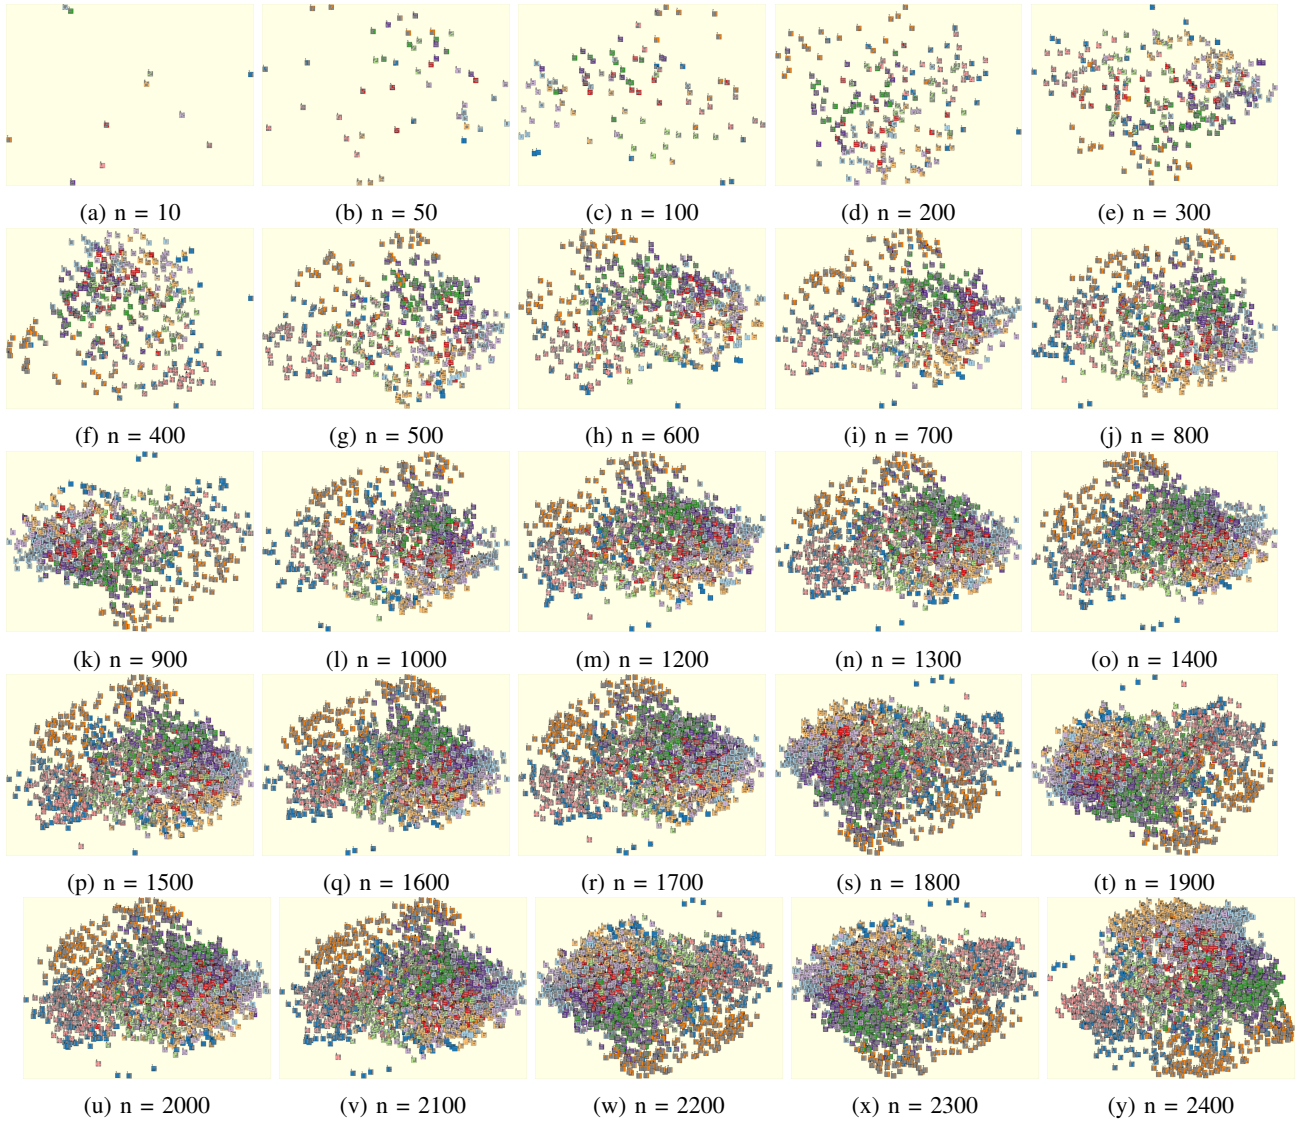 (a) n = 10 (b) n = 50 (c) n = 100 (d) n = 200 (e) n = 300
(f) n = 400 (g) n = 500 (h) n = 600 (i) n = 700 (j) n = 800
(k) n = 900 (l) n = 1000 (m) n = 1200 (n) n = 1300 (o) n = 1400
(p) n = 1500 (q) n = 1600 (r) n = 1700 (s) n = 1800 (t) n = 1900
(u) n = 2000 (v) n = 2100 (w) n = 2200 (x) n = 2300 (y) n = 2400